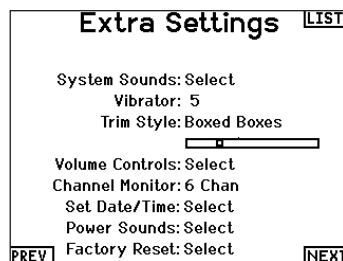 Extra Settings
LIST
System Sounds: Select
Vibrator: 5
Trim Style: Boxed Boxes
Volume Controls: Select
Channel Monitor: 6 Chan
Set Date/Time: Select
Power Sounds: Select
Factory Reset: Select
PREV
NEXT